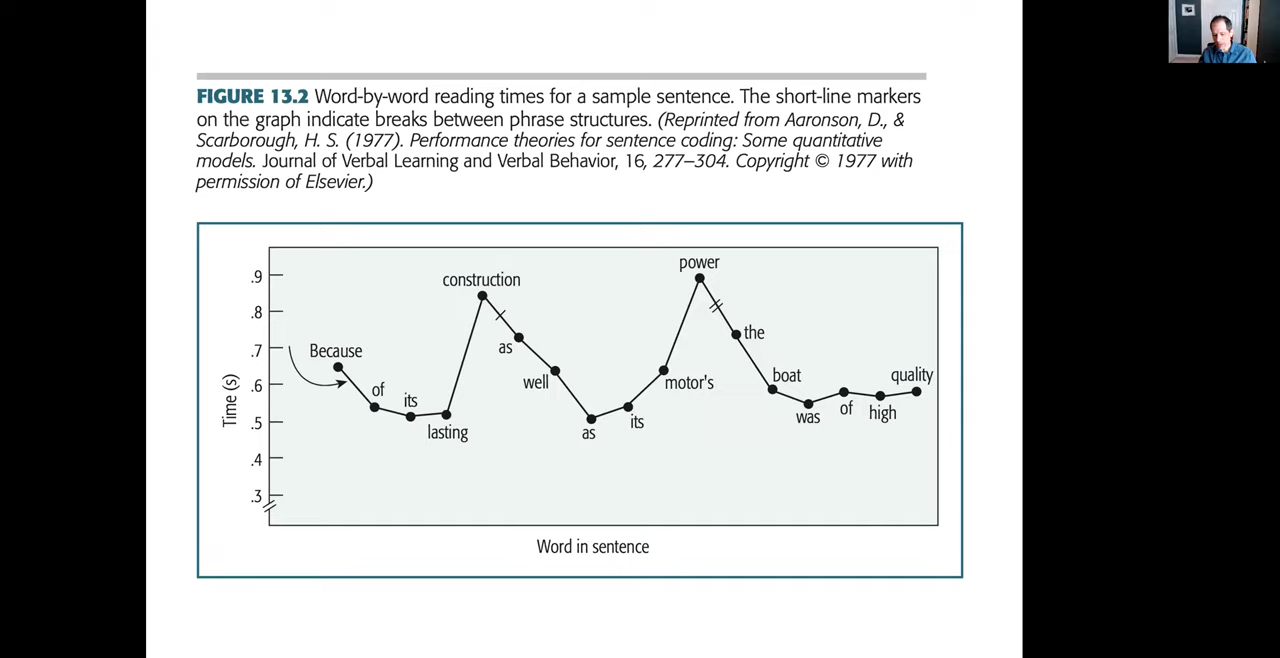 FIGURE 13.2 Word-by-word reading times for a sample sentence. The short-line markers
on the graph indicate breaks between phrase structures. (Reprinted from Aaronson, D., &
Scarborough, H. S. (1977). Performance theories for sentence coding: Some quantitative
models. Journal of Verbal Learning and Verbal Behavior, 16, 277–304. Copyright © 1977 with
permission of Elsevier.)
Time (s)
.9
.8
.7
.6
.5
.4
.3
Because
of
its
lasting
construction
as
well
as
its
motor's
power
the
boat
was
of
high
quality
Word in sentence